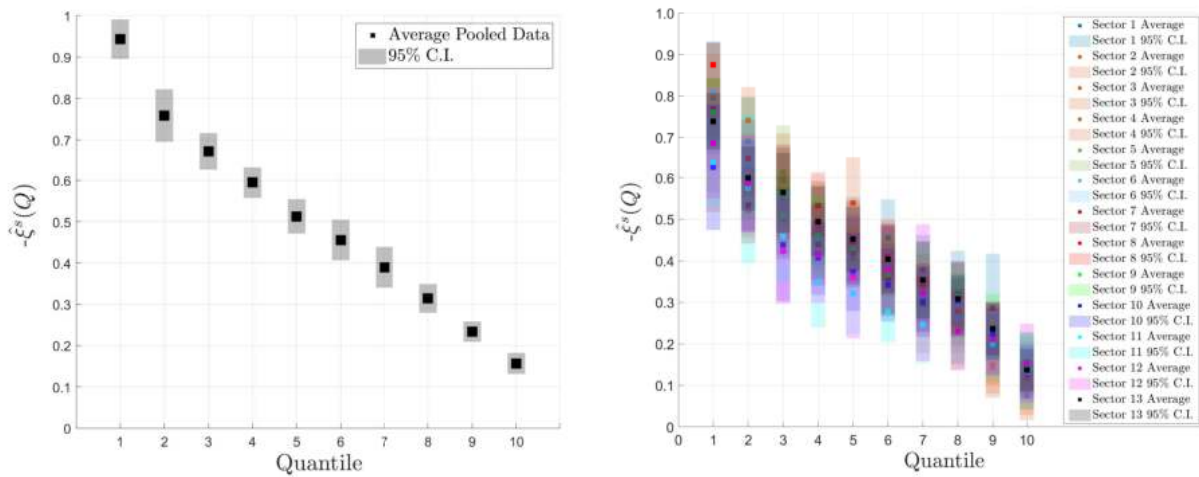 1
0.9
0.8
0.7
0.6
0.5
0.4
0.3
0.2
0.1
0
-ξ̂ˢ(Q)
Average Pooled Data
95% C.I.
1 2 3 4 5 6 7 8 9 10
Quantile
1.0
0.9
0.8
0.7
0.6
0.5
0.4
0.3
0.2
0.1
0
-ξ̂ˢ(Q)
0 1 2 3 4 5 6 7 8 9 10
Quantile
Sector 1 Average
Sector 1 95% C.I.
Sector 2 Average
Sector 2 95% C.I.
Sector 3 Average
Sector 3 95% C.I.
Sector 4 Average
Sector 4 95% C.I.
Sector 5 Average
Sector 5 95% C.I.
Sector 6 Average
Sector 6 95% C.I.
Sector 7 Average
Sector 7 95% C.I.
Sector 8 Average
Sector 8 95% C.I.
Sector 9 Average
Sector 9 95% C.I.
Sector 10 Average
Sector 10 95% C.I.
Sector 11 Average
Sector 11 95% C.I.
Sector 12 Average
Sector 12 95% C.I.
Sector 13 Average
Sector 13 95% C.I.